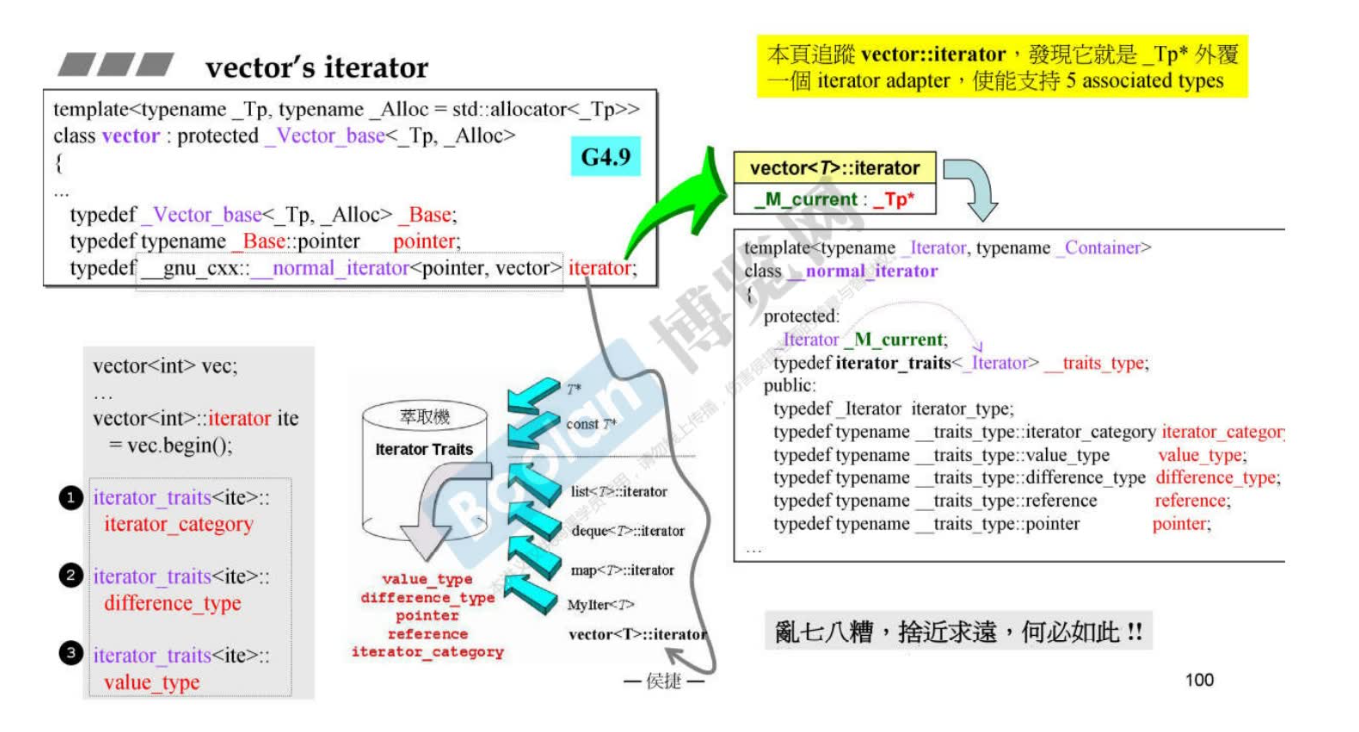 vector’s iterator
本頁追蹤 vector::iterator，發現它就是 _Tp* 外覆
一個 iterator adapter，使能支持 5 associated types
template<typename _Tp, typename _Alloc = std::allocator<_Tp>>
class vector : protected _Vector_base<_Tp, _Alloc>
{
...
typedef _Vector_base<_Tp, _Alloc> _Base;
typedef typename _Base::pointer pointer;
typedef __gnu_cxx::__normal_iterator<pointer, vector> iterator;
G4.9
vector<T>::iterator
_M_current : _Tp*
template<typename _Iterator, typename _Container>
class __normal_iterator
{
protected:
_Iterator _M_current;
typedef iterator_traits<_Iterator> __traits_type;
public:
typedef _Iterator iterator_type;
typedef typename __traits_type::iterator_category iterator_category
typedef typename __traits_type::value_type value_type;
typedef typename __traits_type::difference_type difference_type;
typedef typename __traits_type::reference reference;
typedef typename __traits_type::pointer pointer;
...
vector<int> vec;
...
vector<int>::iterator ite
= vec.begin();
1 iterator_traits<ite>::
iterator_category
2 iterator_traits<ite>::
difference_type
3 iterator_traits<ite>::
value_type
萃取機
Iterator Traits
T*
const T*
list<T>::iterator
deque<T>::iterator
map<T>::iterator
MyIter<T>
vector<T>::iterator
value_type
difference_type
pointer
reference
iterator_category
亂七八糟，捨近求遠，何必如此 !!
— 侯捷 —
100
Boolan 博览网